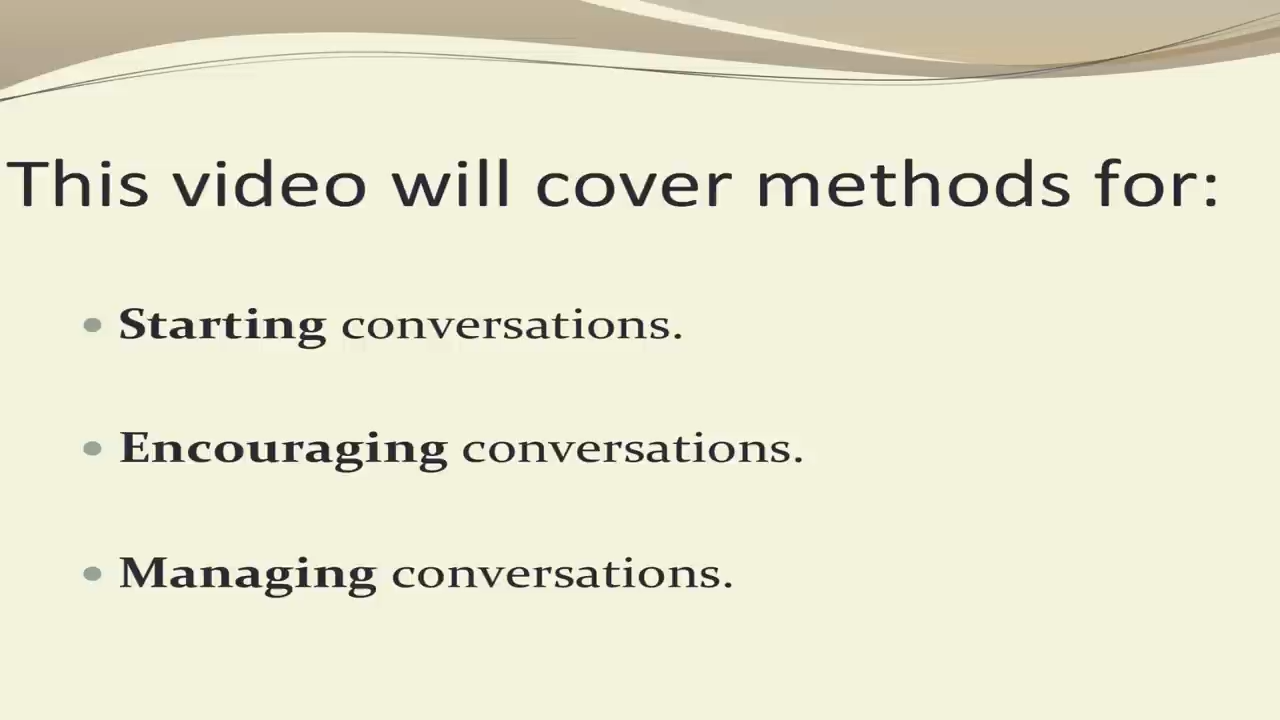 This video will cover methods for:
• Starting conversations.
• Encouraging conversations.
• Managing conversations.